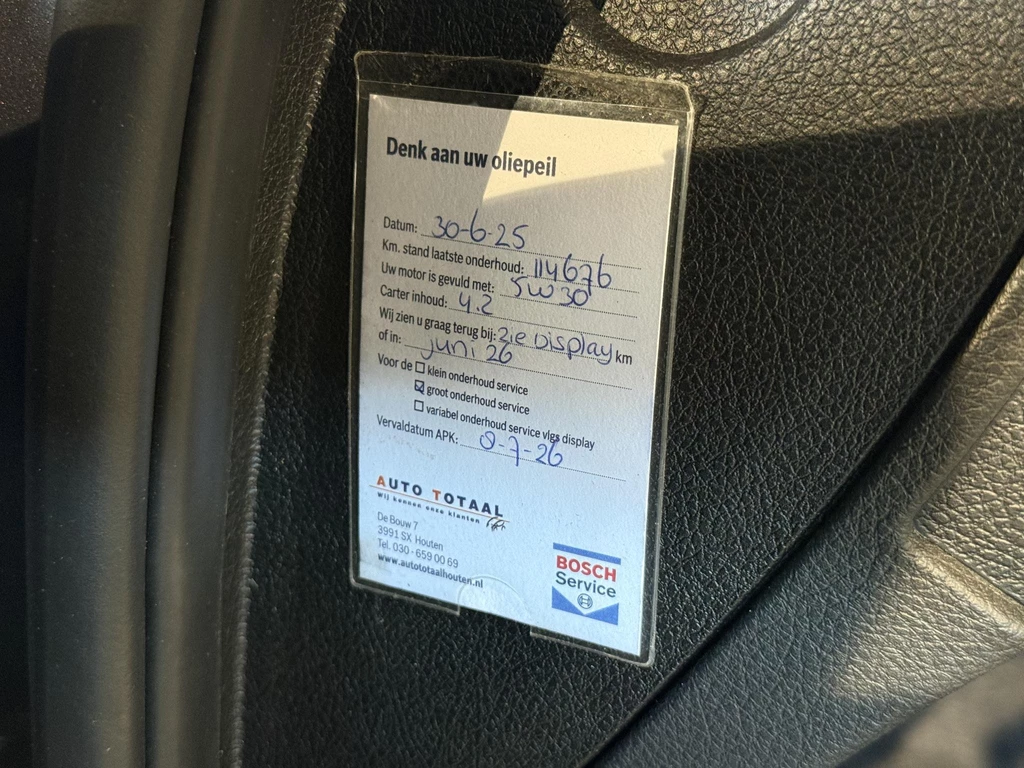 Denk aan uw oliepeil
Datum: 30-6-25
Km. stand laatste onderhoud: 114676
Uw motor is gevuld met: 5W30
Carter inhoud: 4.2
Wij zien u graag terug bij: zie Display km
of in: juni 26
Voor de ☐ klein onderhoud service
☒ groot onderhoud service
☐ variabel onderhoud service vlgs display
Vervaldatum APK: 9-7-26
AUTO TOTAAL
Wij kennen onze klanten
De Bouw 7
3991 SX Houten
Tel. 030 - 659 00 69
www.autototaalhouten.nl
BOSCH
Service